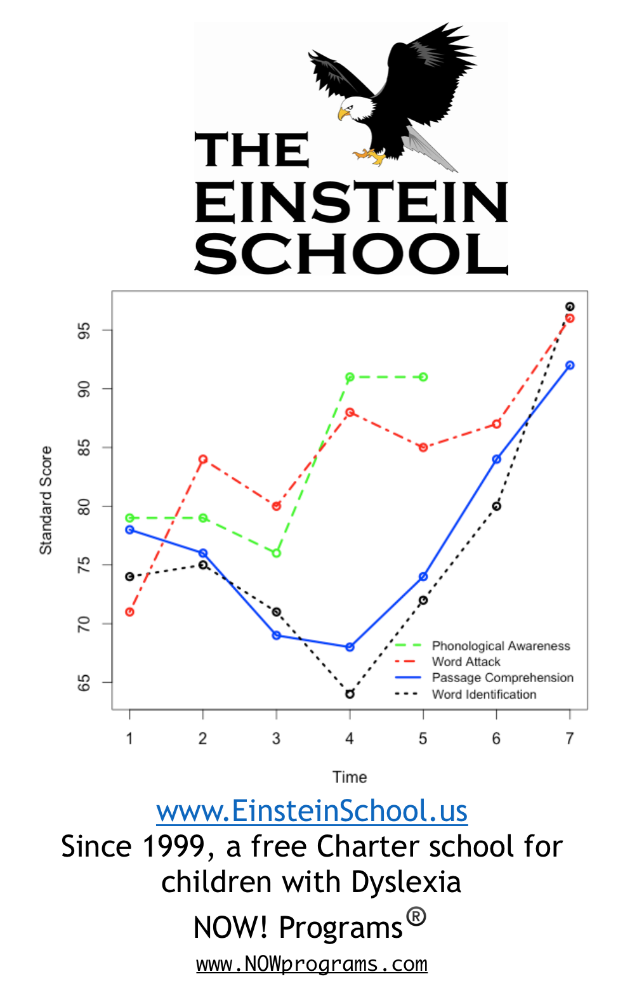 THE
EINSTEIN
SCHOOL
95
90
85
80
75
70
65
Standard Score
Phonological Awareness
Word Attack
Passage Comprehension
Word Identification
1 2 3 4 5 6 7
Time
www.EinsteinSchool.us
Since 1999, a free Charter school for
children with Dyslexia
NOW! Programs®
www.NOWprograms.com